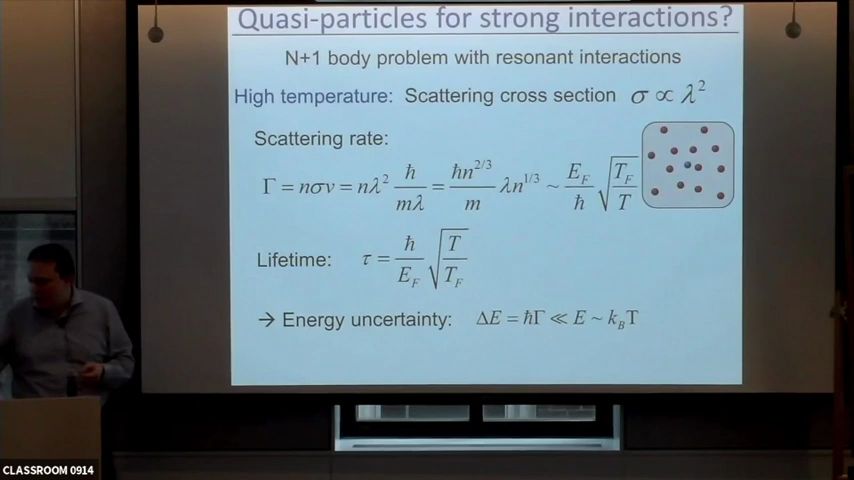 Quasi-particles for strong interactions?
N+1 body problem with resonant interactions
High temperature: Scattering cross section σ ∝ λ²
Scattering rate:
Γ = nσv = nλ² ħ/(mλ) = ħn^{2/3}/m λn^{1/3} ~ E_F/ħ √(T_F/T)
Lifetime: τ = ħ/E_F √(T/T_F)
→ Energy uncertainty: ΔE = ħΓ ≪ E ~ k_BT
CLASSROOM 0914